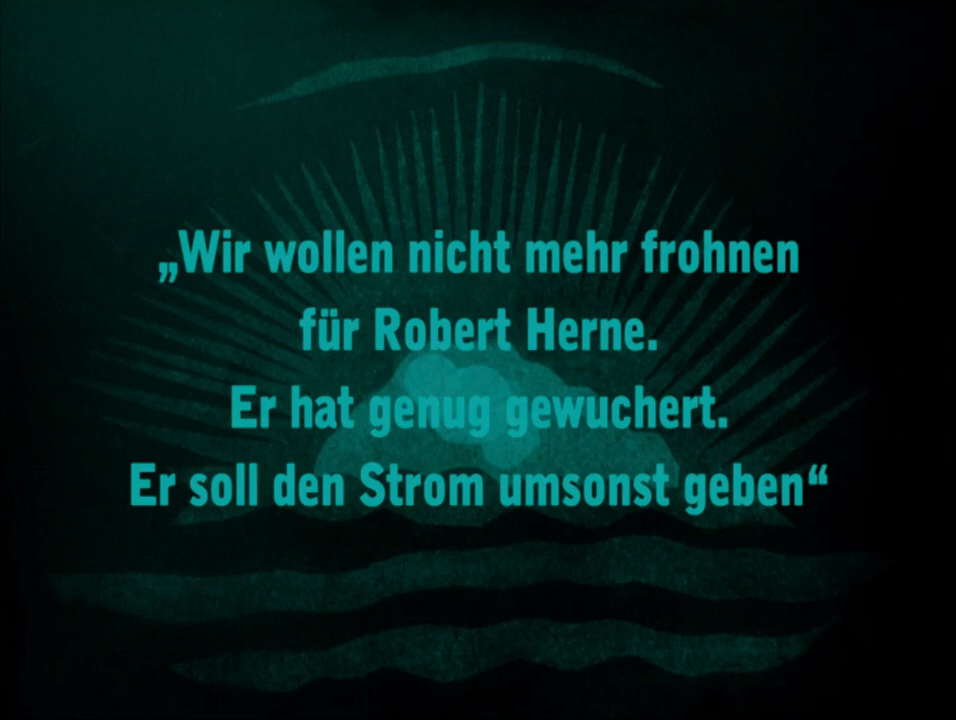 „Wir wollen nicht mehr frohnen
für Robert Herne.
Er hat genug gewuchert.
Er soll den Strom umsonst geben“